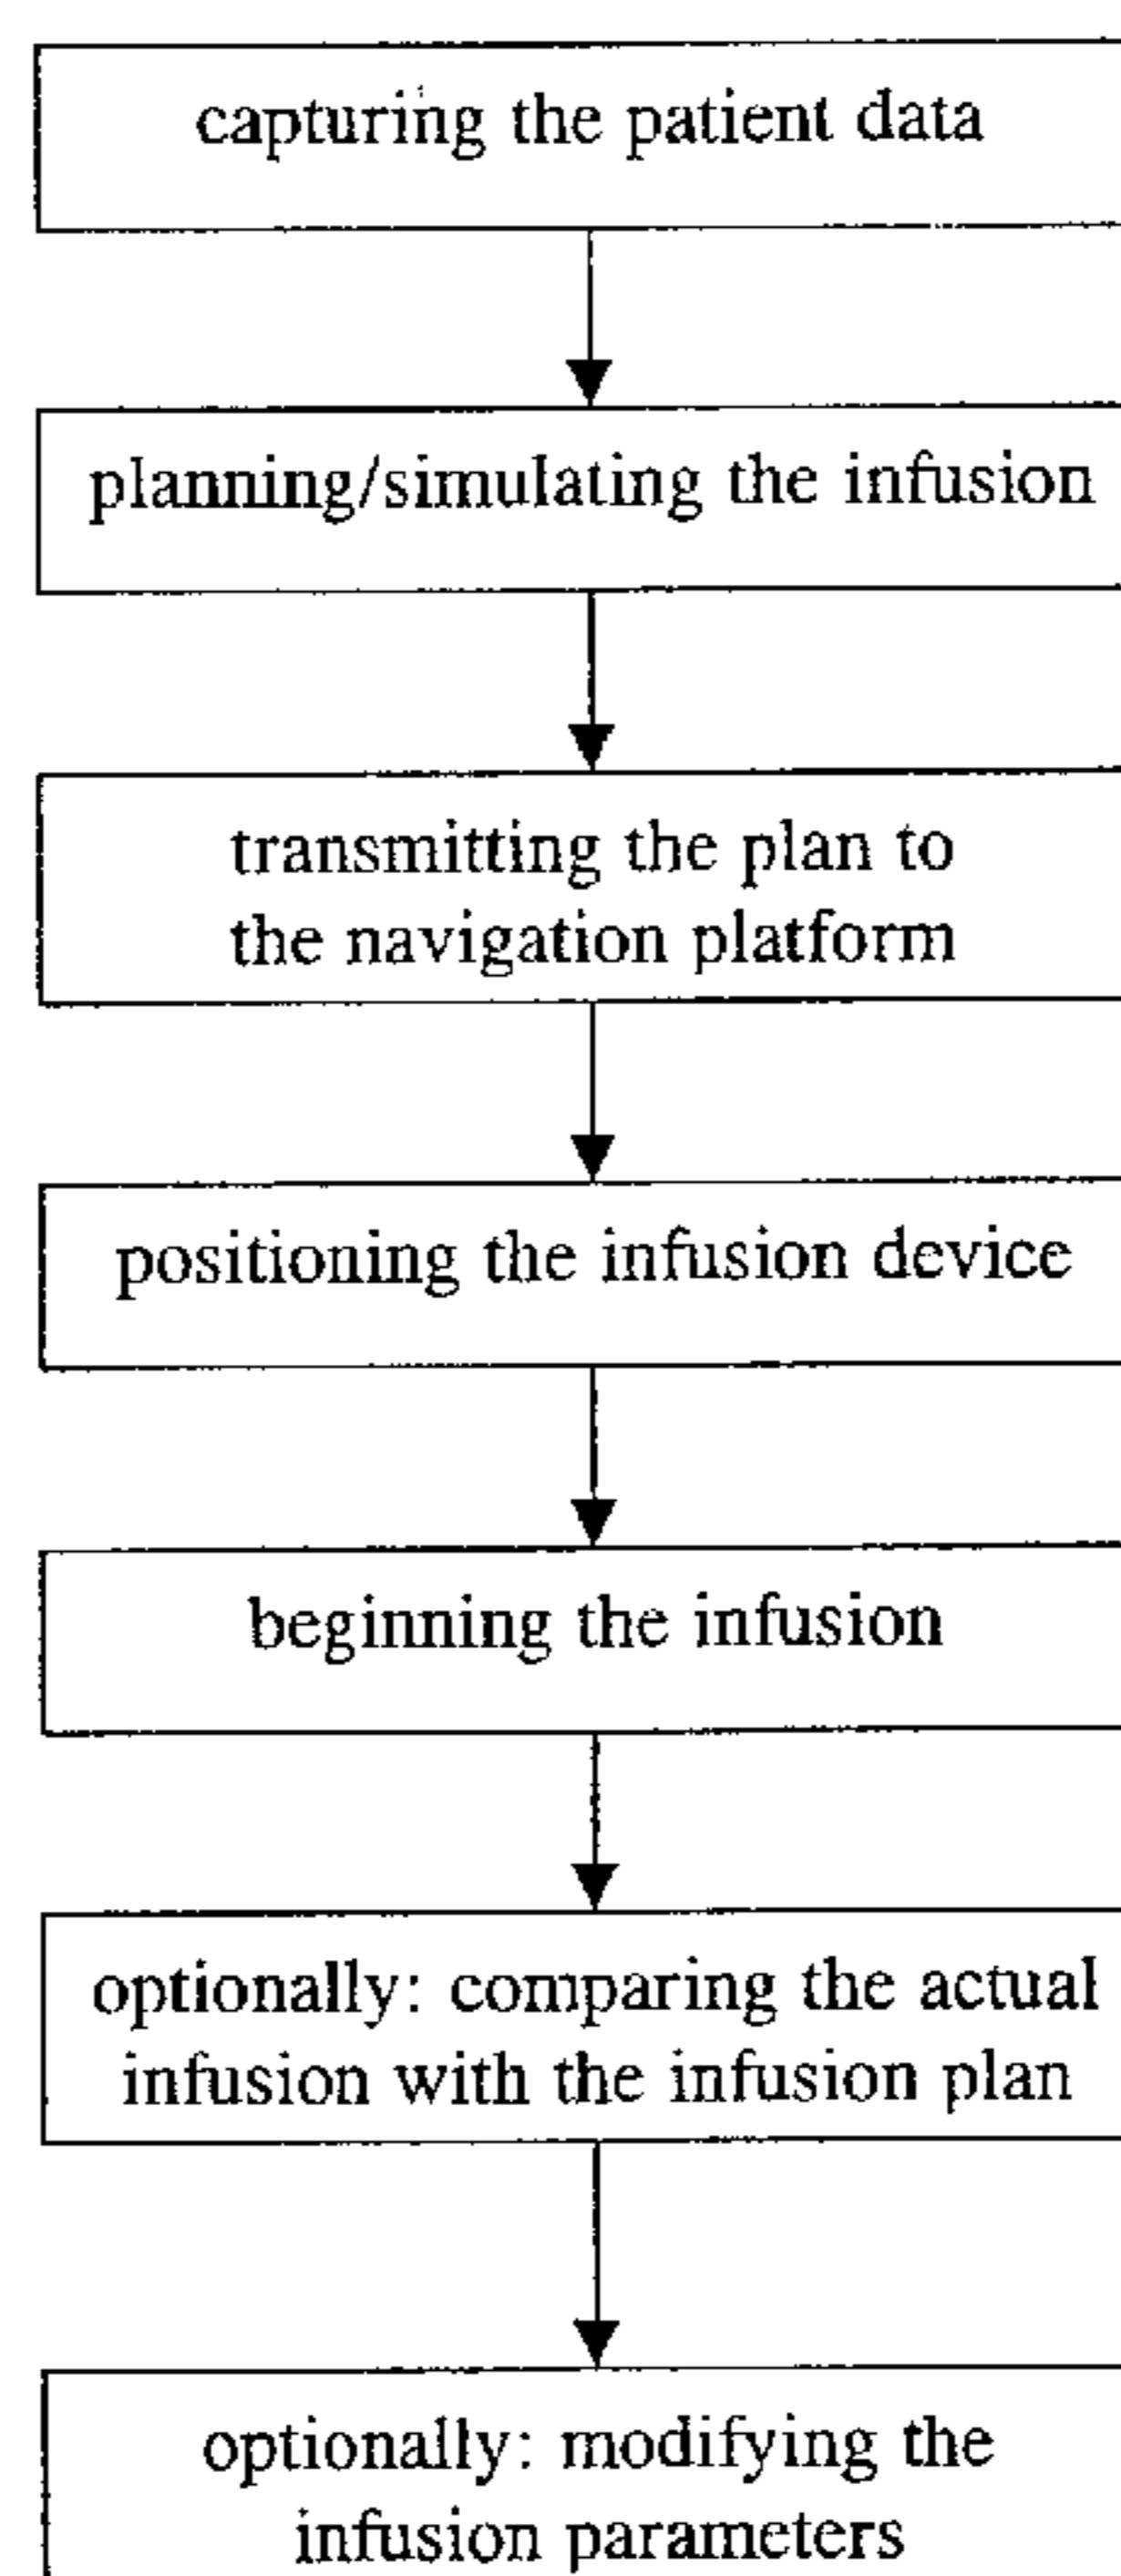 capturing the patient data
planning/simulating the infusion
transmitting the plan to
the navigation platform
positioning the infusion device
beginning the infusion
optionally: comparing the actual
infusion with the infusion plan
optionally: modifying the
infusion parameters